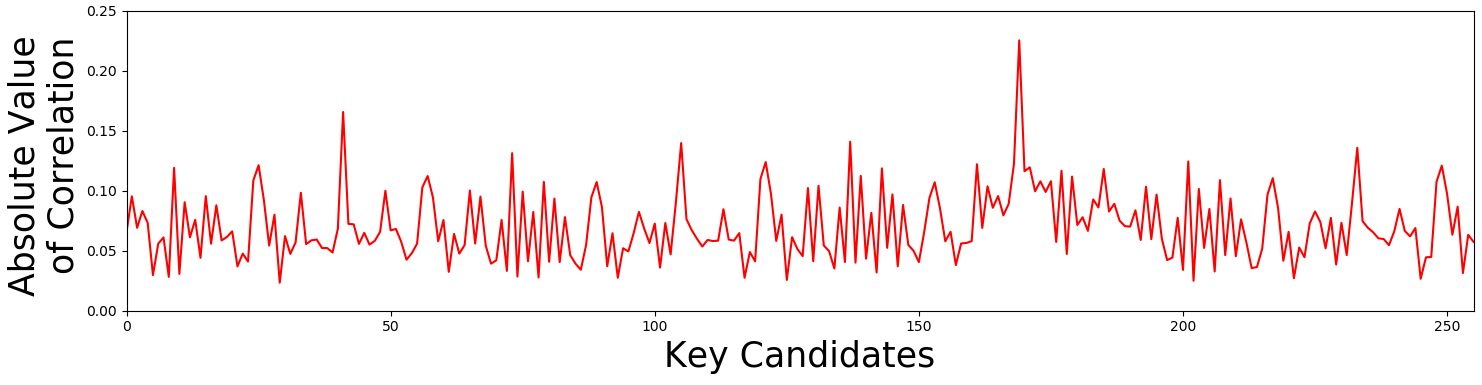 Absolute Value
of Correlation
0.25
0.20
0.15
0.10
0.05
0.00
0 50 100 150 200 250
Key Candidates